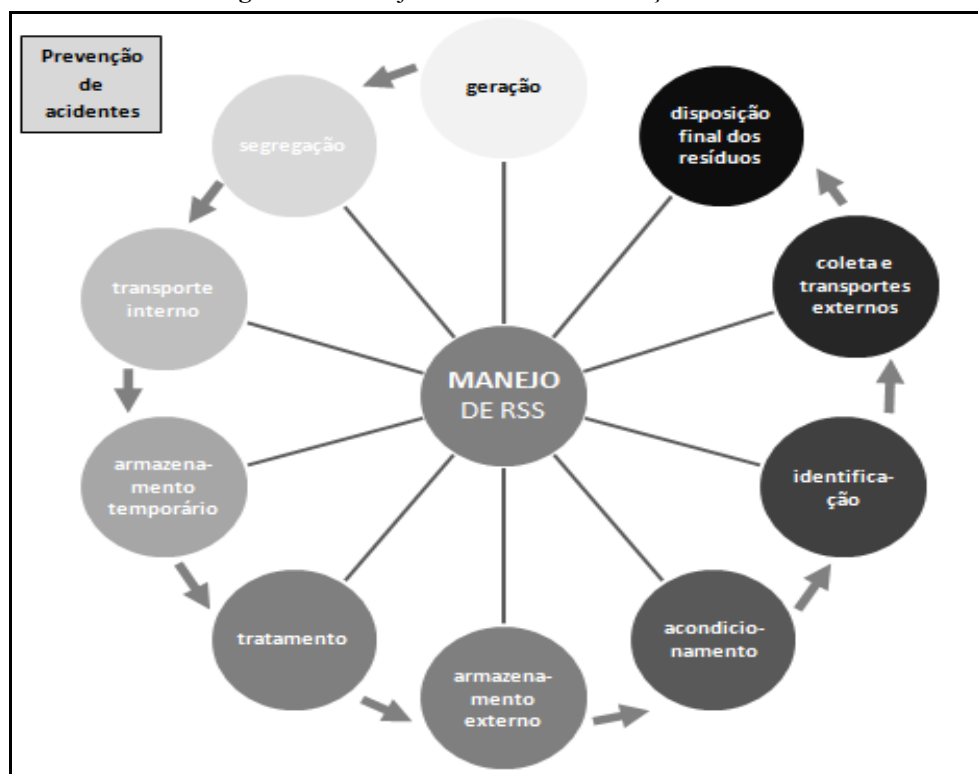 Prevenção
de
acidentes
geração
segregação
transporte
interno
armazena-
mento
temporário
tratamento
armazena-
mento
externo
acondicio-
namento
identifica-
ção
coleta e
transportes
externos
disposição
final dos
resíduos
MANEJO
DE RSS